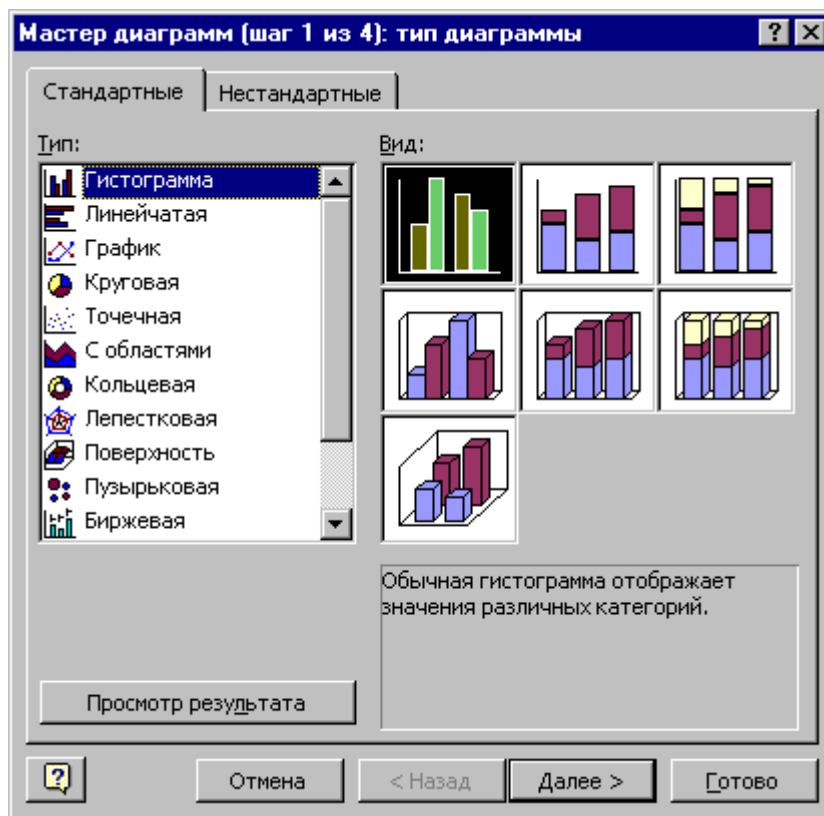 Мастер диаграмм (шаг 1 из 4): тип диаграммы
Стандартные
Нестандартные
Тип:
Гистограмма
Линейчатая
График
Круговая
Точечная
С областями
Кольцевая
Лепестковая
Поверхность
Пузырьковая
Биржевая
Вид:
Обычная гистограмма отображает
значения различных категорий.
Просмотр результата
Отмена
< Назад
Далее >
Готово